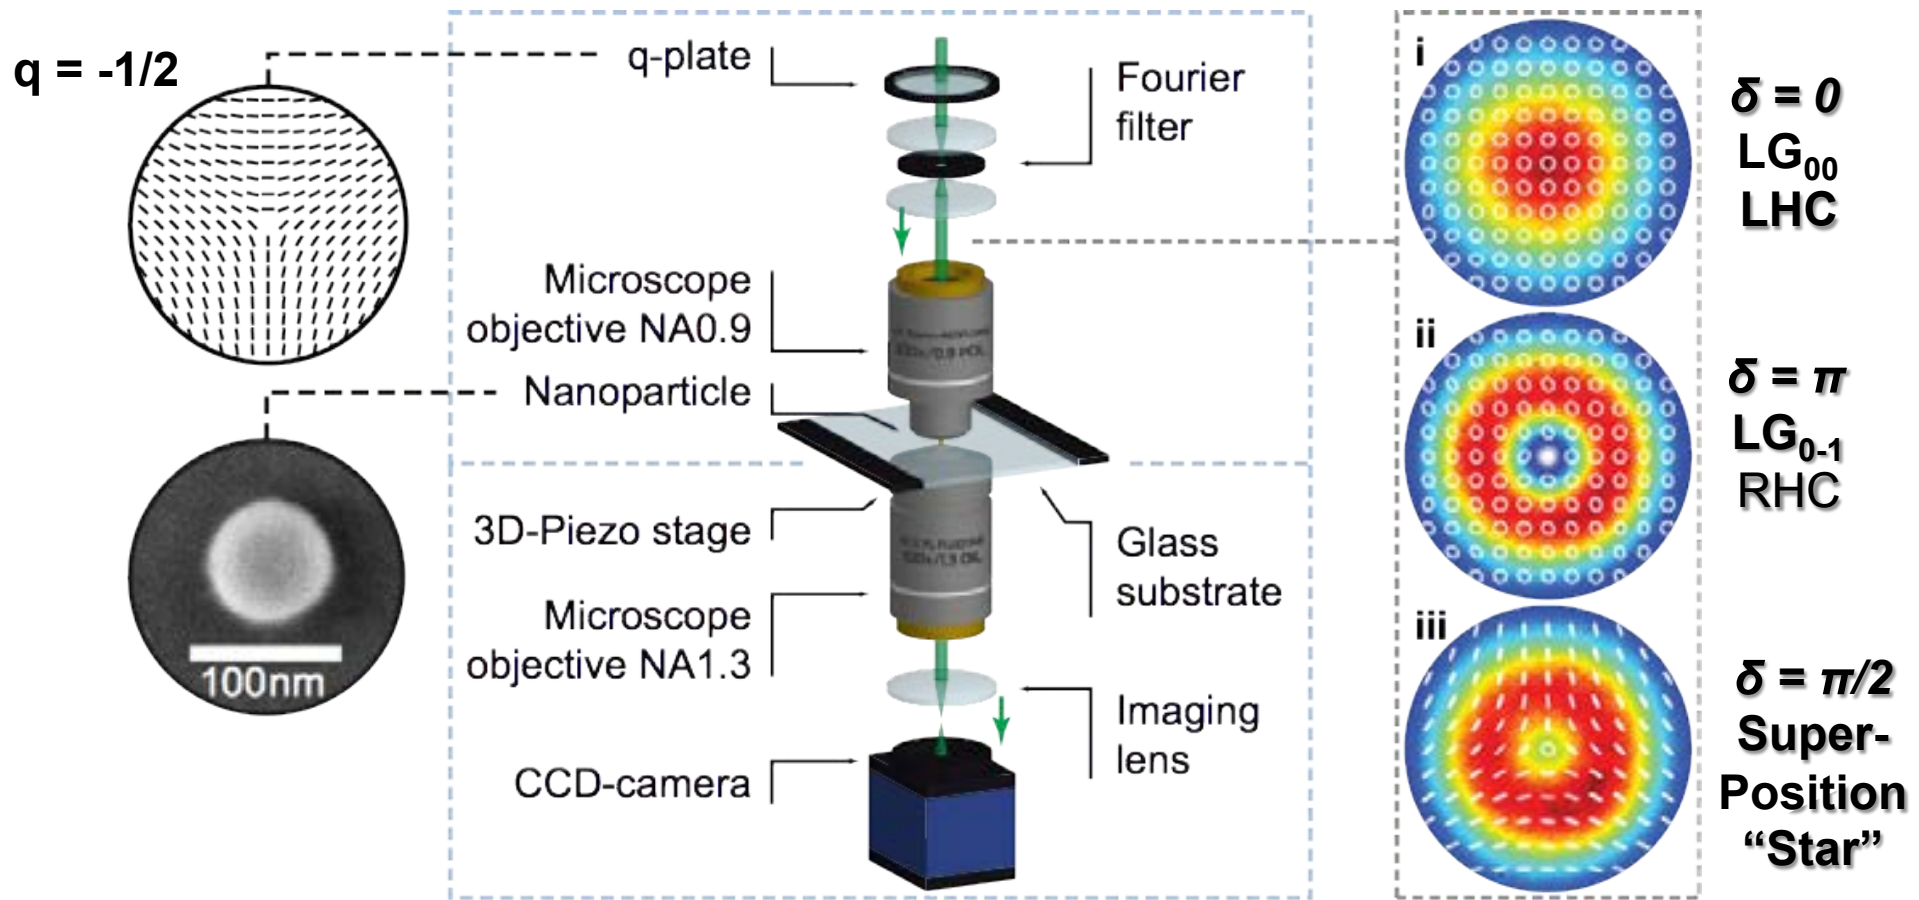 q = -1/2
q-plate
Fourier
filter
Microscope
objective NA0.9
Nanoparticle
100nm
3D-Piezo stage
Glass
substrate
Microscope
objective NA1.3
Imaging
lens
CCD-camera
i
δ = 0
LG00
LHC
ii
δ = π
LG0-1
RHC
iii
δ = π/2
Super-
Position
“Star”